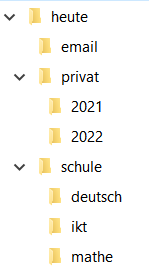 heute
email
privat
2021
2022
schule
deutsch
ikt
mathe